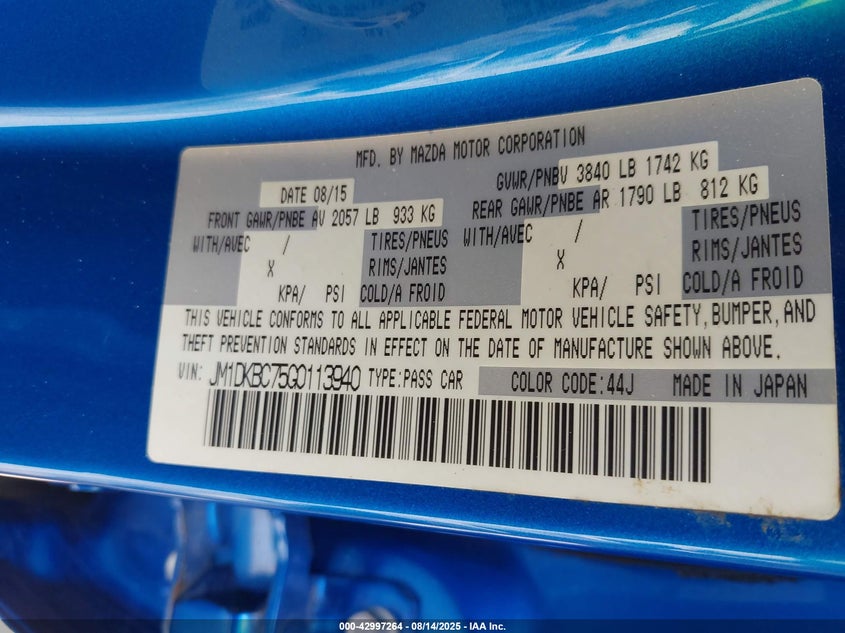 MFD. BY MAZDA MOTOR CORPORATION
DATE 08/15 GVWR/PNBV 3840 LB 1742 KG
FRONT GAWR/PNBE AV 2057 LB 933 KG REAR GAWR/PNBE AR 1790 LB 812 KG
WITH/AVEC / TIRES/PNEUS WITH/AVEC / TIRES/PNEUS
X RIMS/JANTES X RIMS/JANTES
KPA/ PSI COLD/A FROID KPA/ PSI COLD/A FROID
THIS VEHICLE CONFORMS TO ALL APPLICABLE FEDERAL MOTOR VEHICLE SAFETY, BUMPER, AND
THEFT PREVENTION STANDARDS IN EFFECT ON THE DATE OF MANUFACTURE SHOWN ABOVE.
VIN: JM1DKBC75G0113940 TYPE:PASS CAR COLOR CODE:44J MADE IN JAPAN
000-42997264 - 08/14/2025 - IAA Inc.